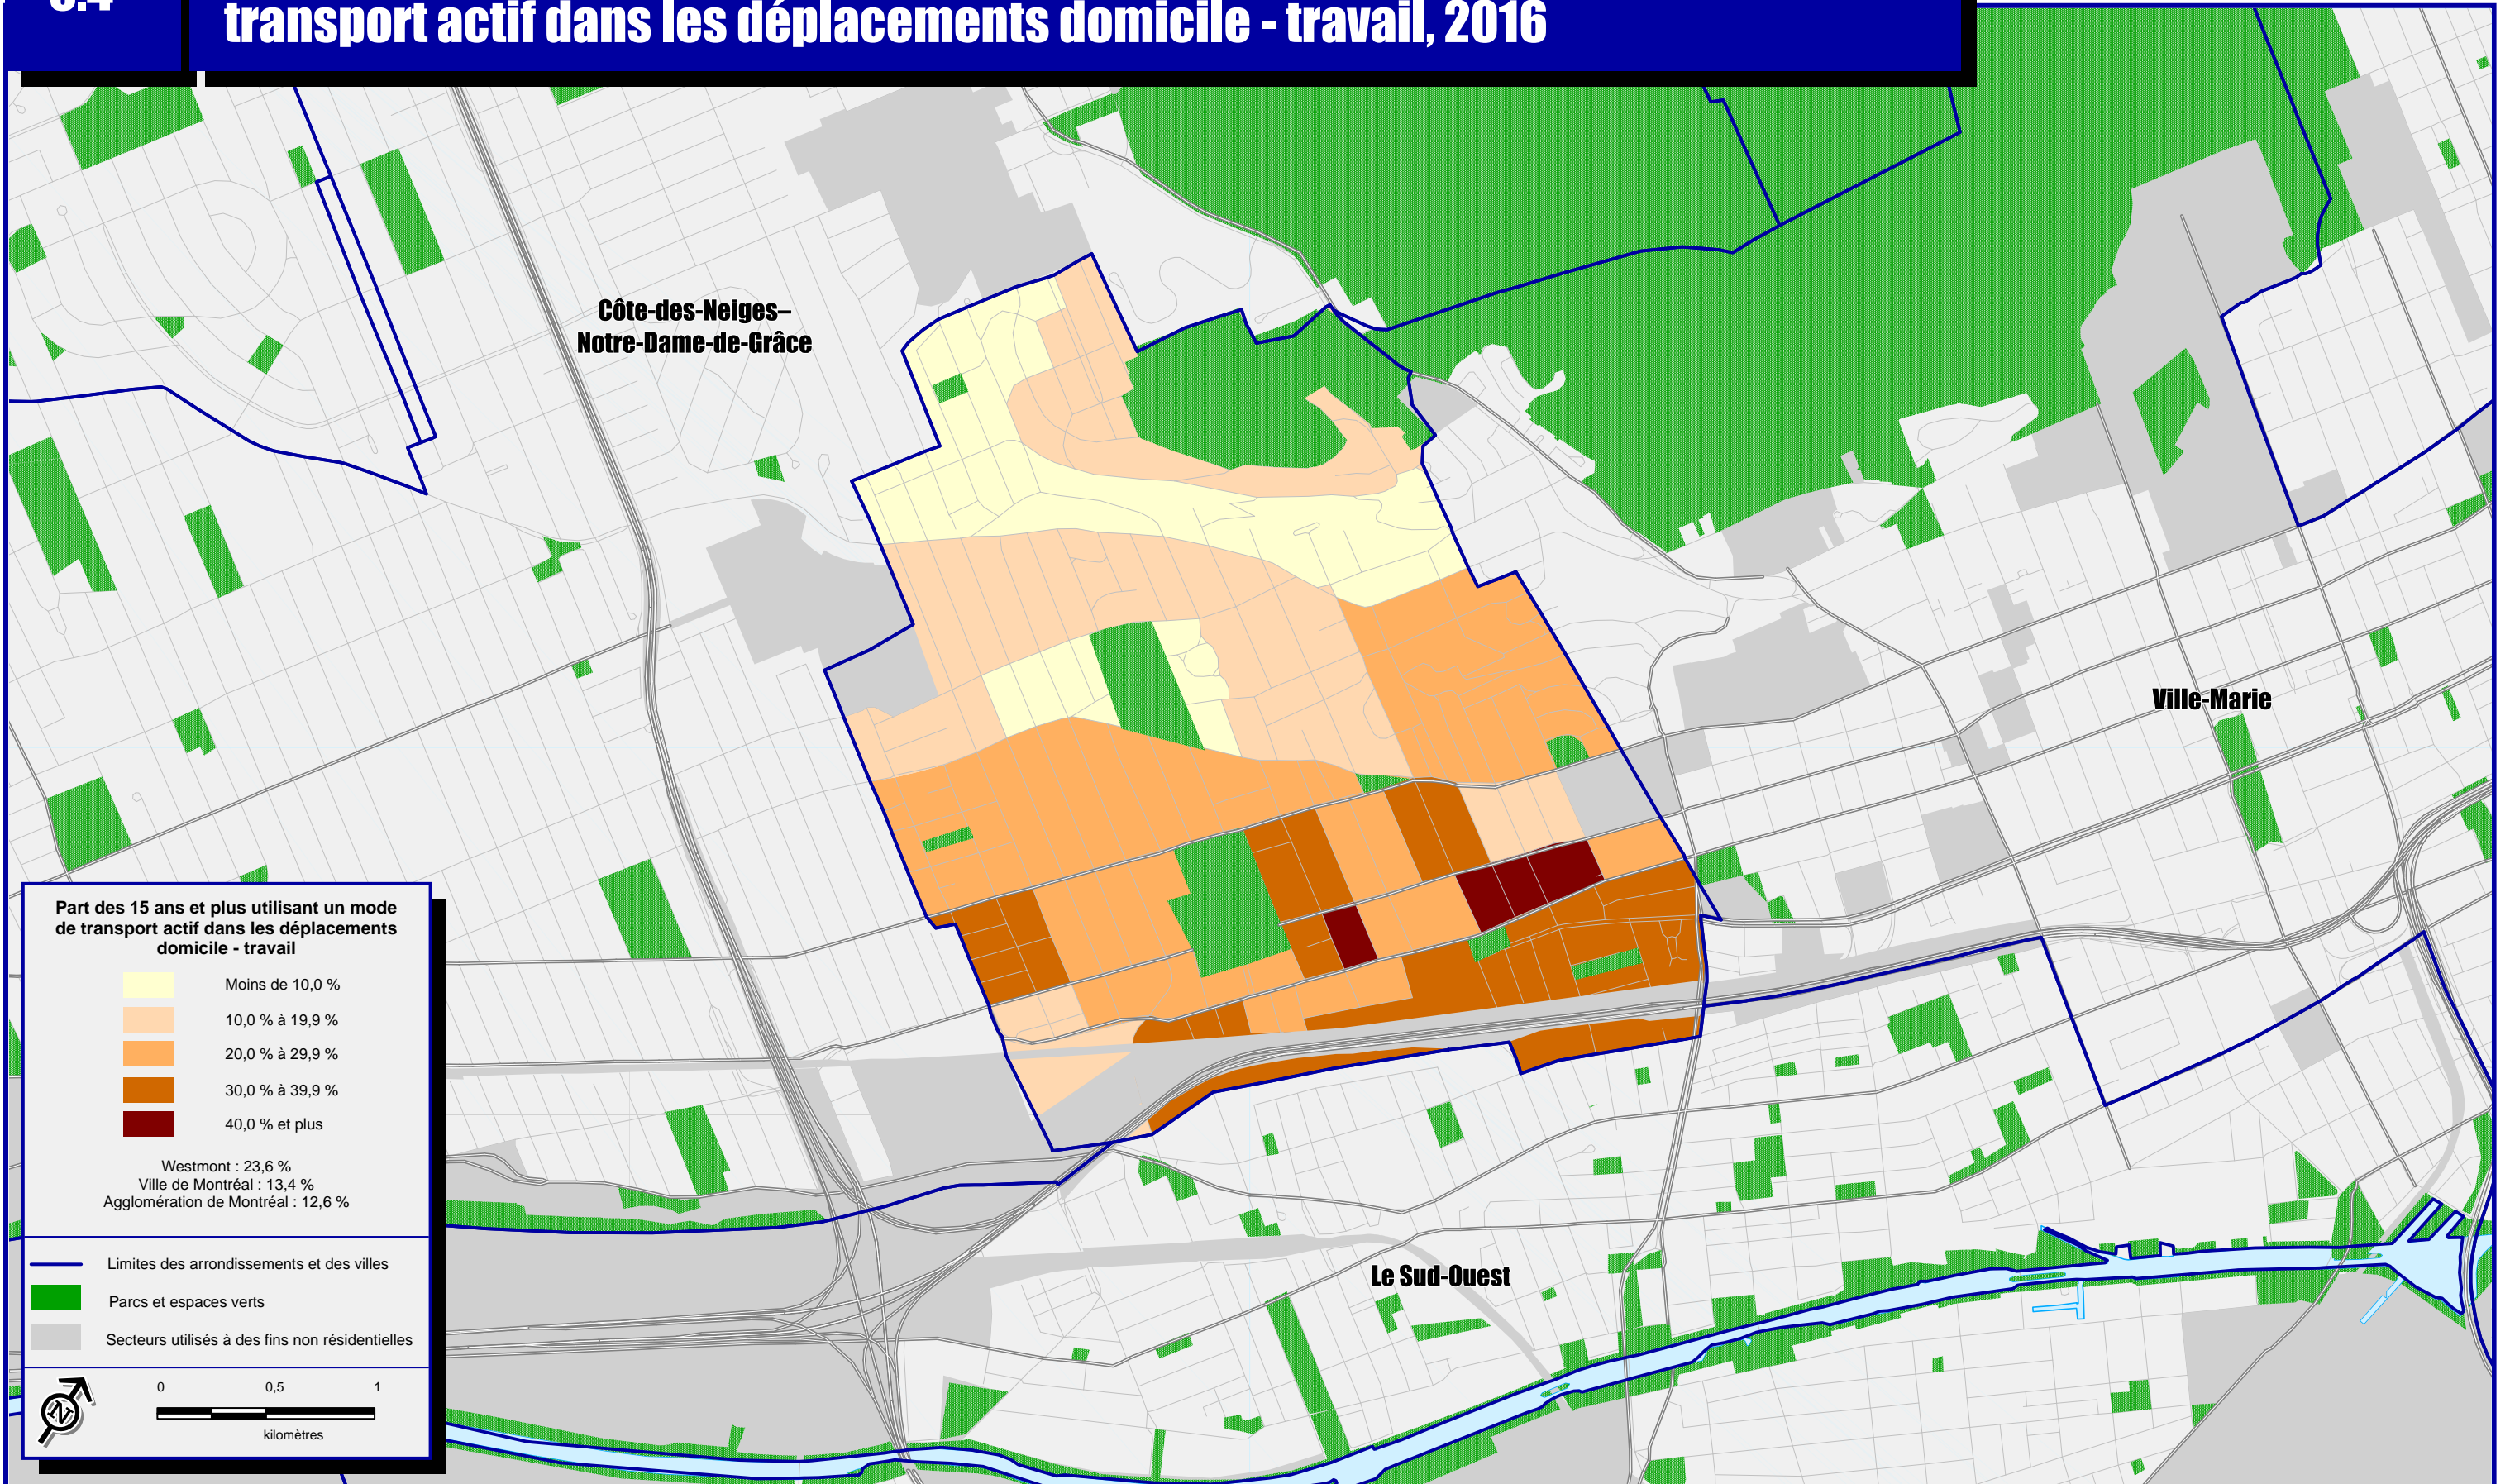 transport actif dans les déplacements domicile - travail, 2016
Côte-des-Neiges–
Notre-Dame-de-Grâce
Ville-Marie
Le Sud-Ouest
Part des 15 ans et plus utilisant un mode
de transport actif dans les déplacements
domicile - travail
Moins de 10,0 %
10,0 % à 19,9 %
20,0 % à 29,9 %
30,0 % à 39,9 %
40,0 % et plus
Westmont : 23,6 %
Ville de Montréal : 13,4 %
Agglomération de Montréal : 12,6 %
Limites des arrondissements et des villes
Parcs et espaces verts
Secteurs utilisés à des fins non résidentielles
N
0 0,5 1
kilomètres